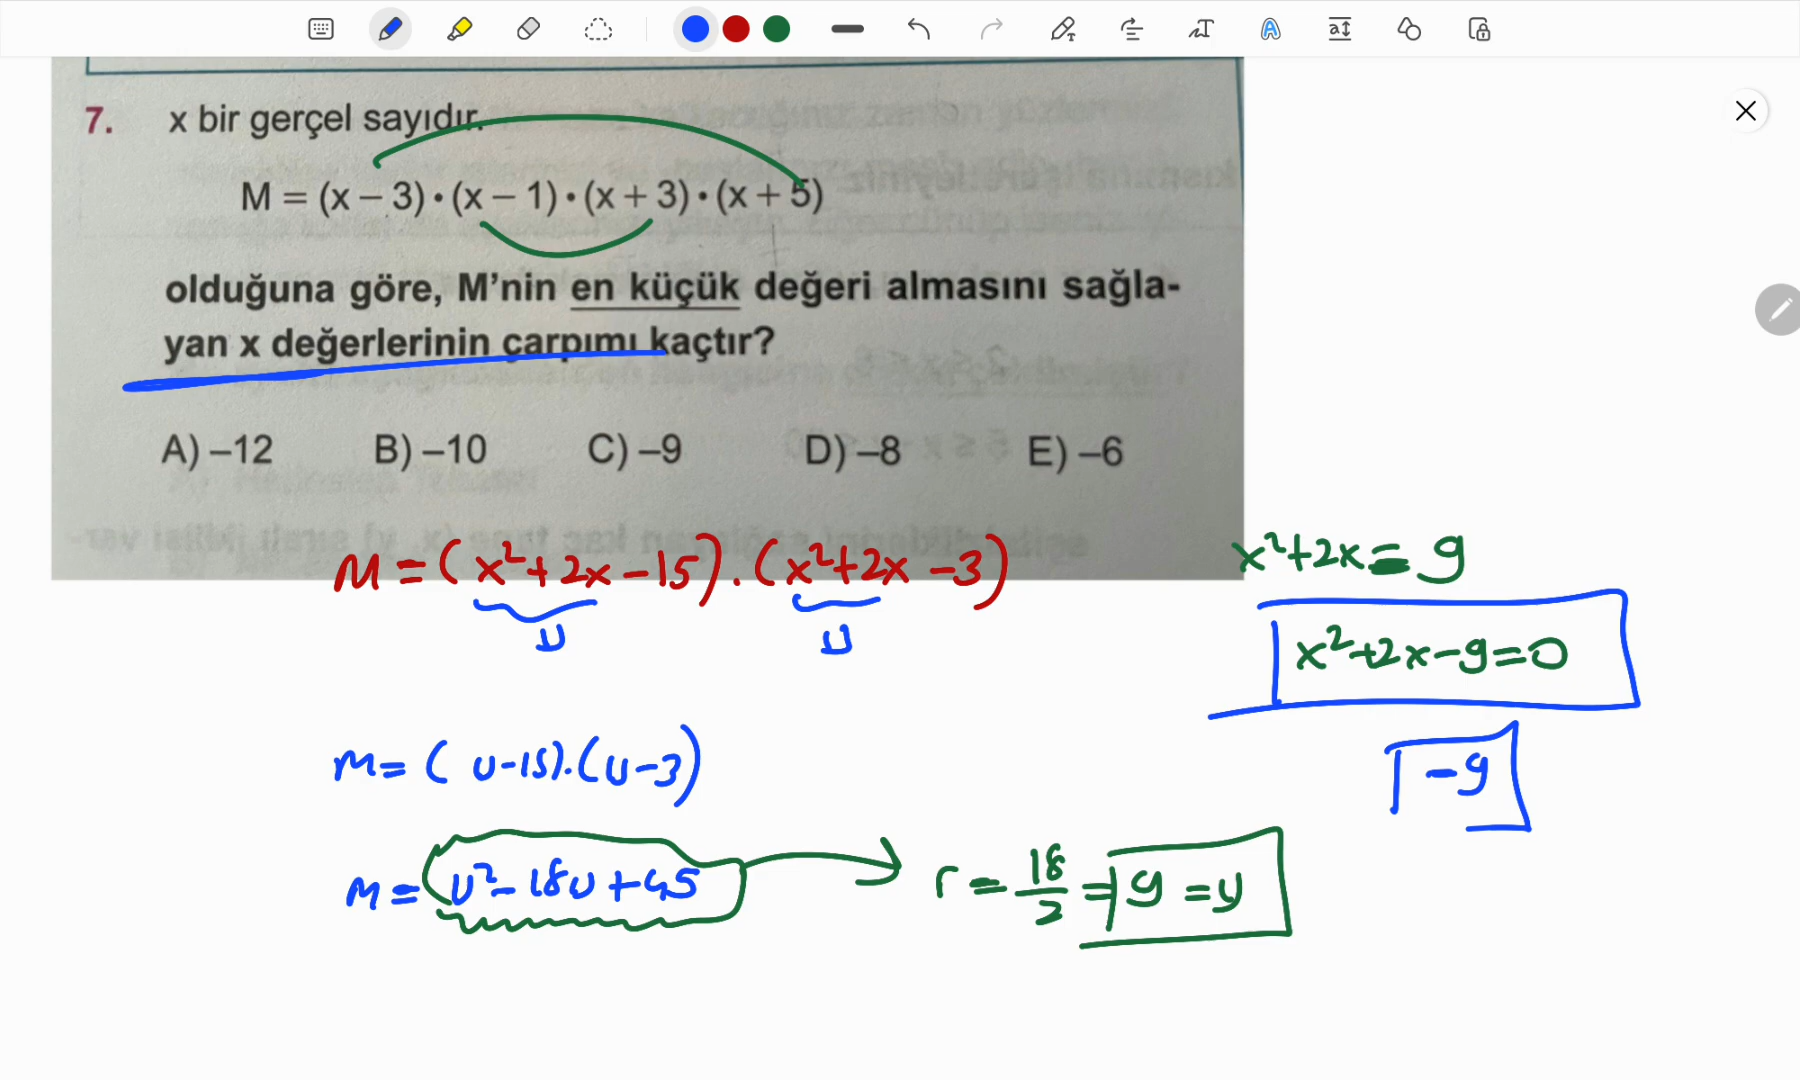 7. x bir gerçel sayıdır.
M = (x – 3) • (x – 1) • (x + 3) • (x + 5)
olduğuna göre, M’nin en küçük değeri almasını sağla-
yan x değerlerinin çarpımı kaçtır?
A) –12 B) –10 C) –9 D) –8 E) –6
M = (x²+2x-15).(x²+2x-3)
u u
x²+2x=9
x²+2x-9=0
-9
M=(u-15).(u-3)
M=u²-18u+45
r=18/2=9=u